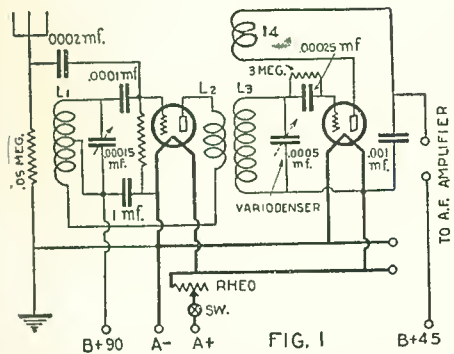 .0002 mf.
.0001 mf
L1
.00015
mf.
1 mf.
.05 MEG.
L2
L3
L4
3 MEG.
.00025 mf
.0005
mf.
VARIODENSER
.001
mf.
TO A.F. AMPLIFIER
RHEO
SW.
B+90
A-
A+
FIG. 1
B+45